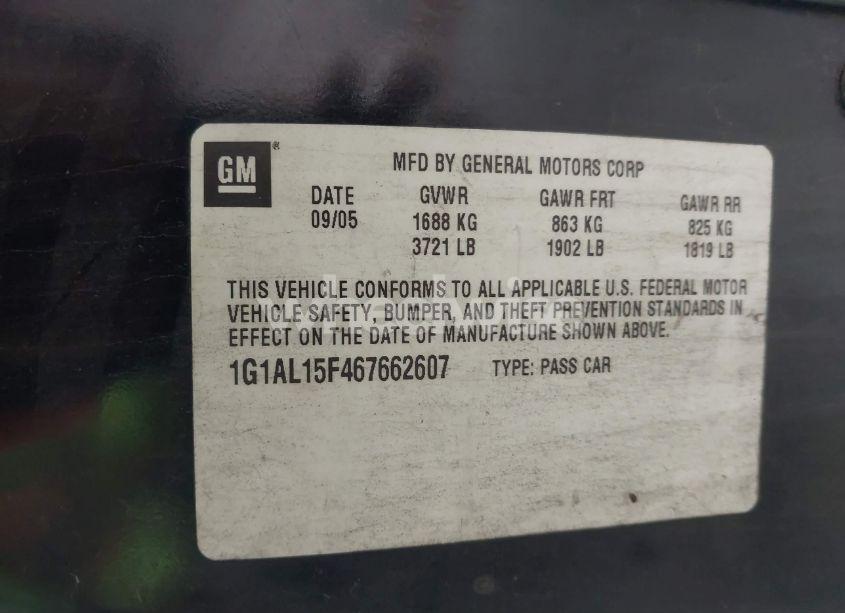 GM®
MFD BY GENERAL MOTORS CORP
DATE GVWR GAWR FRT GAWR RR
09/05 1688 KG 863 KG 825 KG
3721 LB 1902 LB 1819 LB
THIS VEHICLE CONFORMS TO ALL APPLICABLE U.S. FEDERAL MOTOR
VEHICLE SAFETY, BUMPER, AND THEFT PREVENTION STANDARDS IN
EFFECT ON THE DATE OF MANUFACTURE SHOWN ABOVE.
1G1AL15F467662607 TYPE: PASS CAR